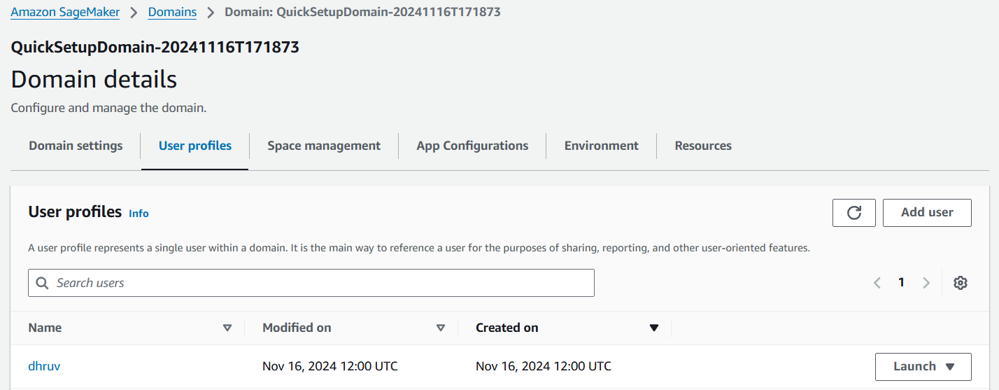 Amazon SageMaker Domains Domain: QuickSetupDomain-20241116T171873
QuickSetupDomain-20241116T171873
Domain details
Configure and manage the domain.
Domain settings User profiles Space management App Configurations Environment Resources
User profiles Info Add user
A user profile represents a single user within a domain. It is the main way to reference a user for the purposes of sharing, reporting, and other user-oriented features.
Search users 1
Name Modified on Created on
dhruv Nov 16, 2024 12:00 UTC Nov 16, 2024 12:00 UTC Launch